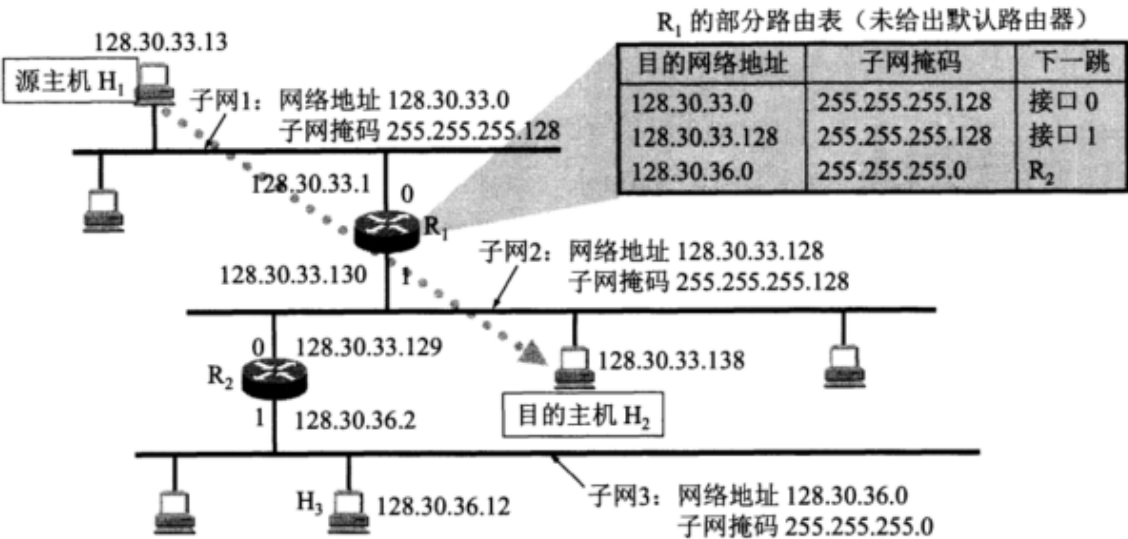 R₁ 的部分路由表（未给出默认路由器）
目的网络地址 子网掩码 下一跳
128.30.33.0 255.255.255.128 接口 0
128.30.33.128 255.255.255.128 接口 1
128.30.36.0 255.255.255.0 R₂
128.30.33.13
源主机 H₁
子网1：网络地址 128.30.33.0
子网掩码 255.255.255.128
128.30.33.1
0
R₁
128.30.33.130
1
子网2：网络地址 128.30.33.128
子网掩码 255.255.255.128
0
128.30.33.129
R₂
128.30.33.138
目的主机 H₂
1
128.30.36.2
H₃
128.30.36.12
子网3：网络地址 128.30.36.0
子网掩码 255.255.255.0